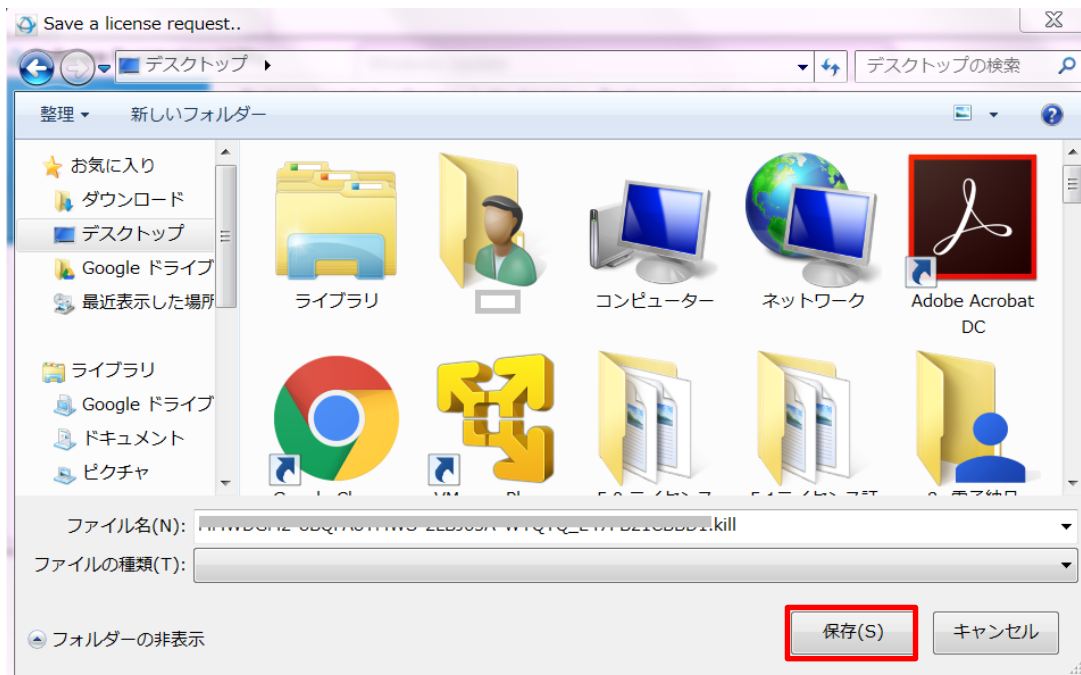 Save a license request..
デスクトップ
デスクトップの検索
整理
新しいフォルダー
お気に入り
ダウンロード
デスクトップ
Google ドライブ
最近表示した場所
ライブラリ
Google ドライブ
ドキュメント
ピクチャ
ライブラリ
コンピューター
ネットワーク
Adobe Acrobat
DC
ファイル名(N):
.kill
ファイルの種類(T):
フォルダーの非表示
保存(S)
キャンセル